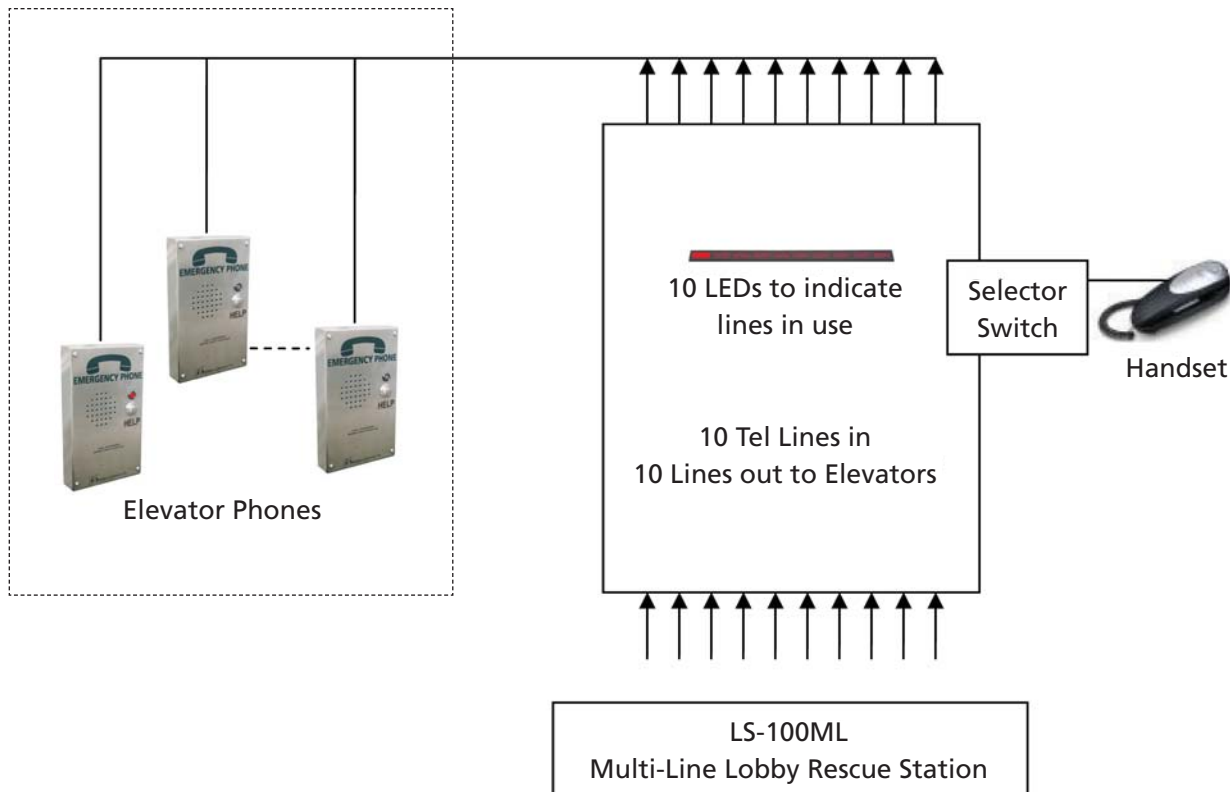 EMERGENCY PHONE
HELP
EMERGENCY PHONE
HELP
EMERGENCY PHONE
HELP
Elevator Phones
10 LEDs to indicate
lines in use
Selector
Switch
Handset
10 Tel Lines in
10 Lines out to Elevators
LS-100ML
Multi-Line Lobby Rescue Station